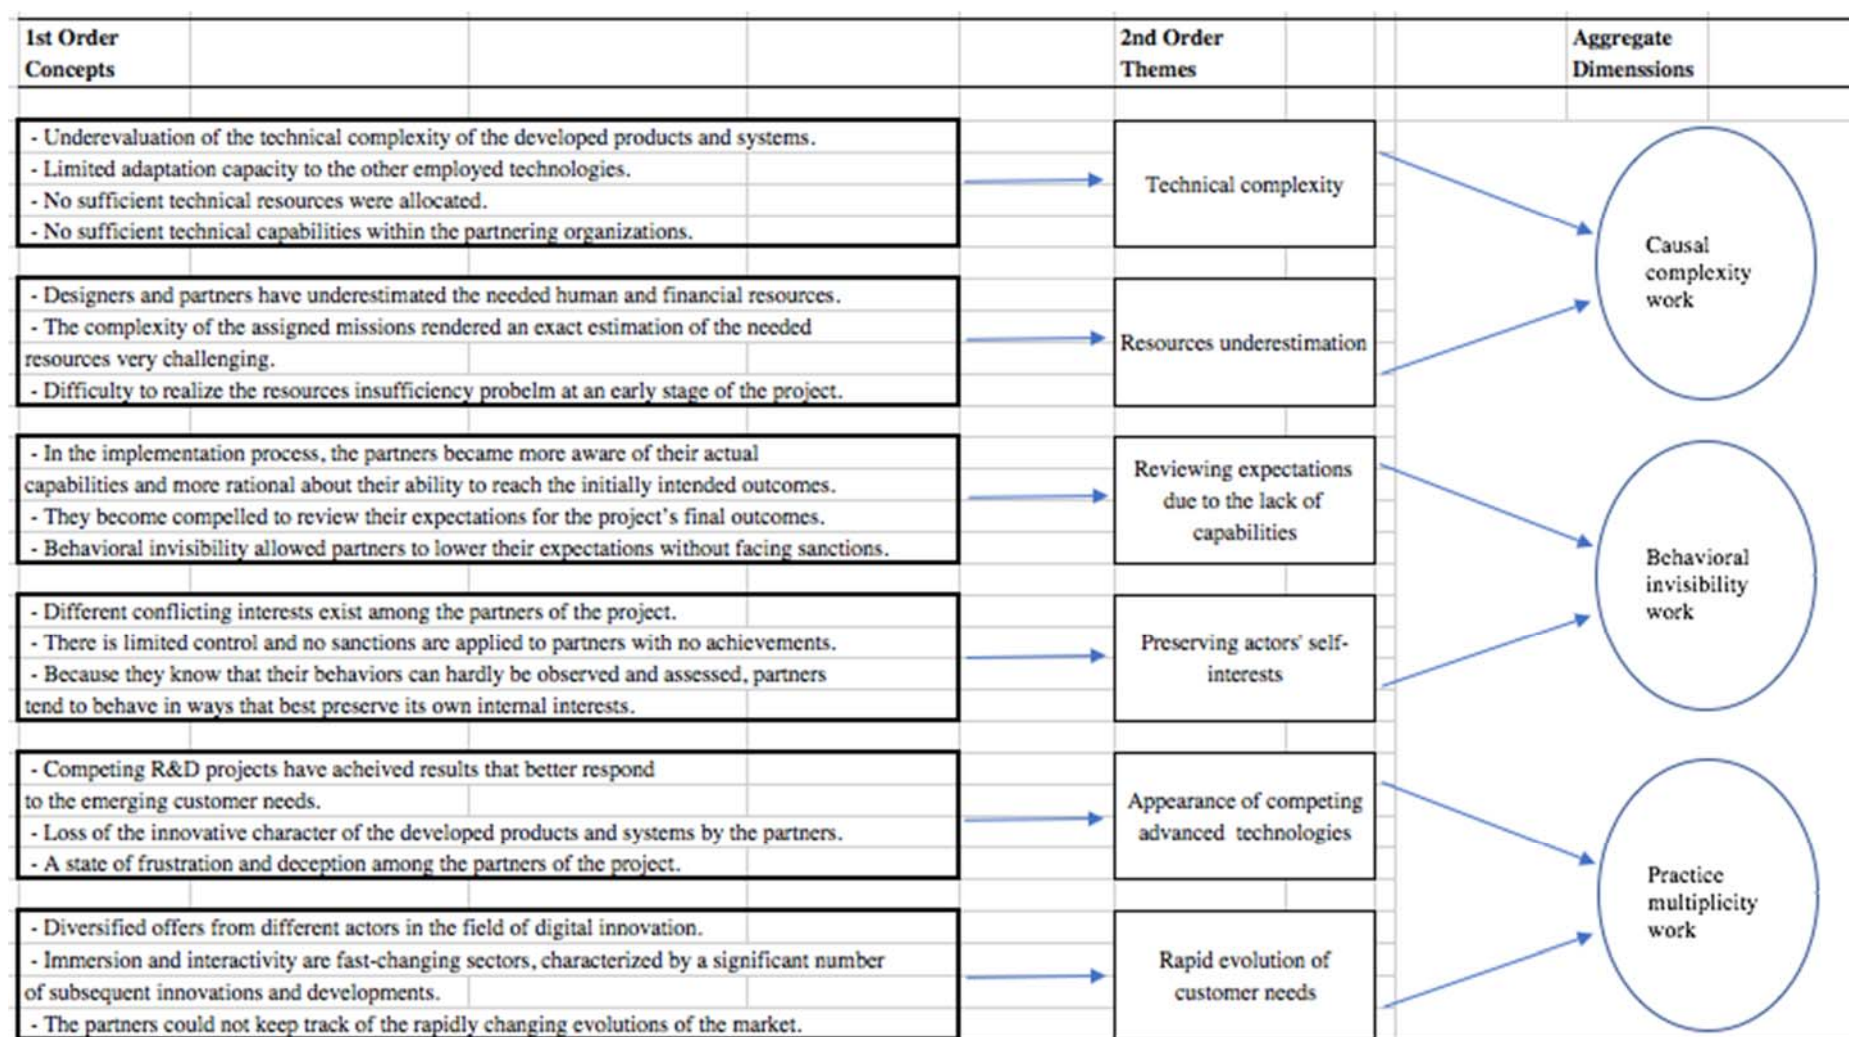 1st Order
Concepts
2nd Order
Themes
Aggregate
Dimenssions
- Underevaluation of the technical complexity of the developed products and systems.
- Limited adaptation capacity to the other employed technologies.
- No sufficient technical resources were allocated.
- No sufficient technical capabilities within the partnering organizations.
Technical complexity
Causal
complexity
work
- Designers and partners have underestimated the needed human and financial resources.
- The complexity of the assigned missions rendered an exact estimation of the needed
resources very challenging.
- Difficulty to realize the resources insufficiency probelm at an early stage of the project.
Resources underestimation
- In the implementation process, the partners became more aware of their actual
capabilities and more rational about their ability to reach the initially intended outcomes.
- They become compelled to review their expectations for the project's final outcomes.
- Behavioral invisibility allowed partners to lower their expectations without facing sanctions.
Reviewing expectations
due to the lack of
capabilities
Behavioral
invisibility
work
- Different conflicting interests exist among the partners of the project.
- There is limited control and no sanctions are applied to partners with no achievements.
- Because they know that their behaviors can hardly be observed and assessed, partners
tend to behave in ways that best preserve its own internal interests.
Preserving actors' self-
interests
- Competing R&D projects have acheived results that better respond
to the emerging customer needs.
- Loss of the innovative character of the developed products and systems by the partners.
- A state of frustration and deception among the partners of the project.
Appearance of competing
advanced technologies
Practice
multiplicity
work
- Diversified offers from different actors in the field of digital innovation.
- Immersion and interactivity are fast-changing sectors, characterized by a significant number
of subsequent innovations and developments.
- The partners could not keep track of the rapidly changing evolutions of the market.
Rapid evolution of
customer needs